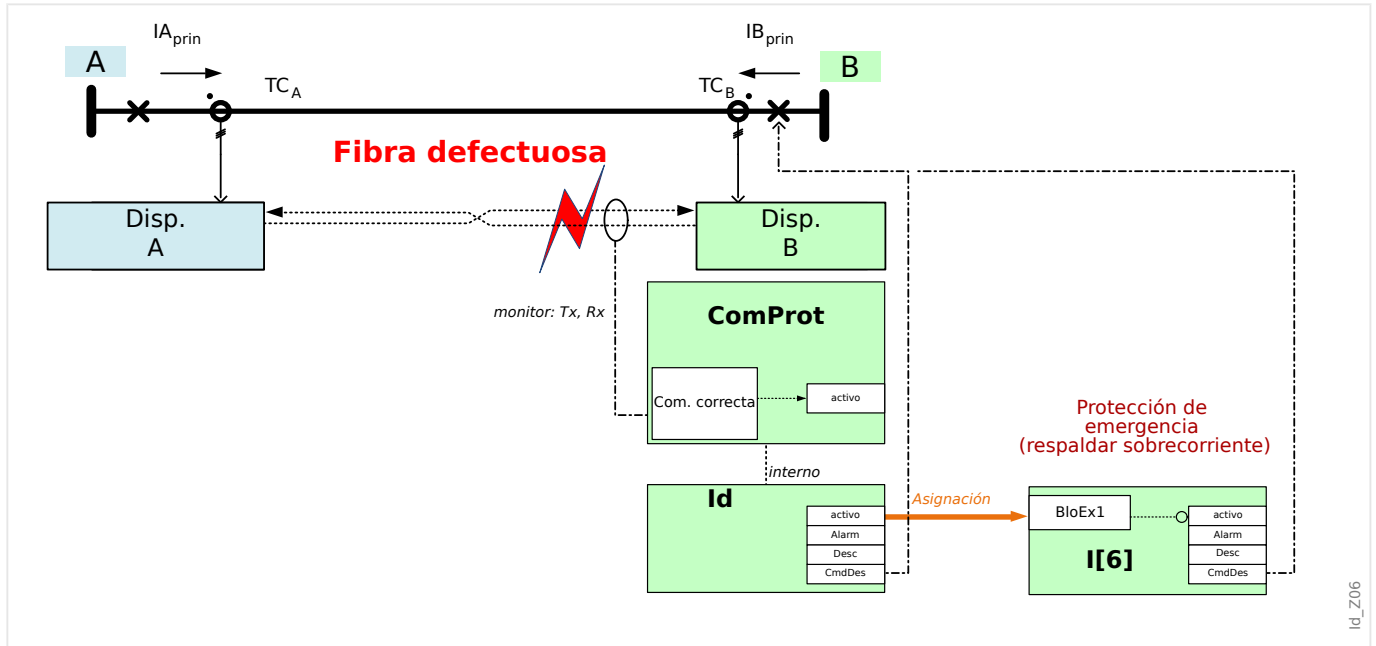 IAprin
IBprin
A
B
TCA
TCB
Fibra defectuosa
Disp.
A
Disp.
B
monitor: Tx, Rx
ComProt
Com. correcta
activo
interno
Protección de
emergencia
(respaldar sobrecorriente)
Id
activo
Alarm
Desc
CmdDes
Asignación
BloEx1
I[6]
activo
Alarm
Desc
CmdDes
Id_Z06